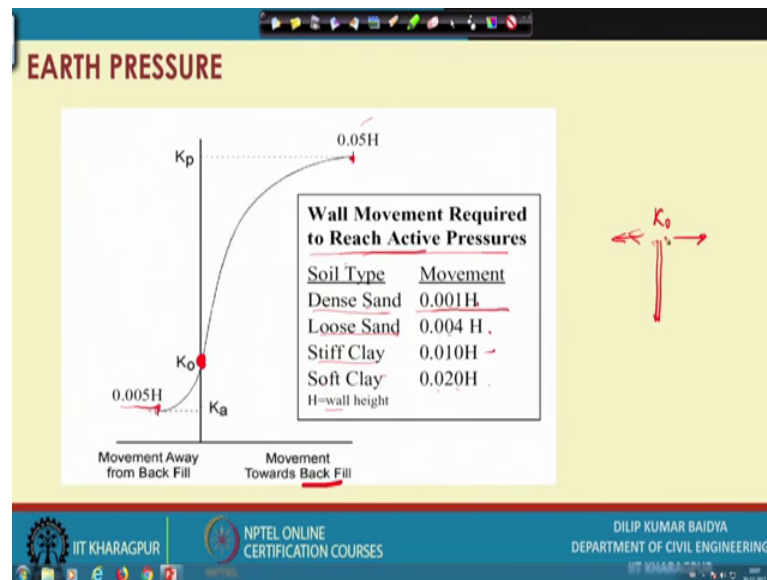 EARTH PRESSURE
0.05H
Kp
Wall Movement Required
to Reach Active Pressures
Soil Type Movement
Dense Sand 0.001H
Loose Sand 0.004 H
Stiff Clay 0.010H
Soft Clay 0.020H
H=wall height
K0
Ko
0.005H
Ka
Movement Away
from Back Fill
Movement
Towards Back Fill
IIT KHARAGPUR
NPTEL ONLINE
CERTIFICATION COURSES
DILIP KUMAR BAIDYA
DEPARTMENT OF CIVIL ENGINEERING
IIT KHARAGPUR